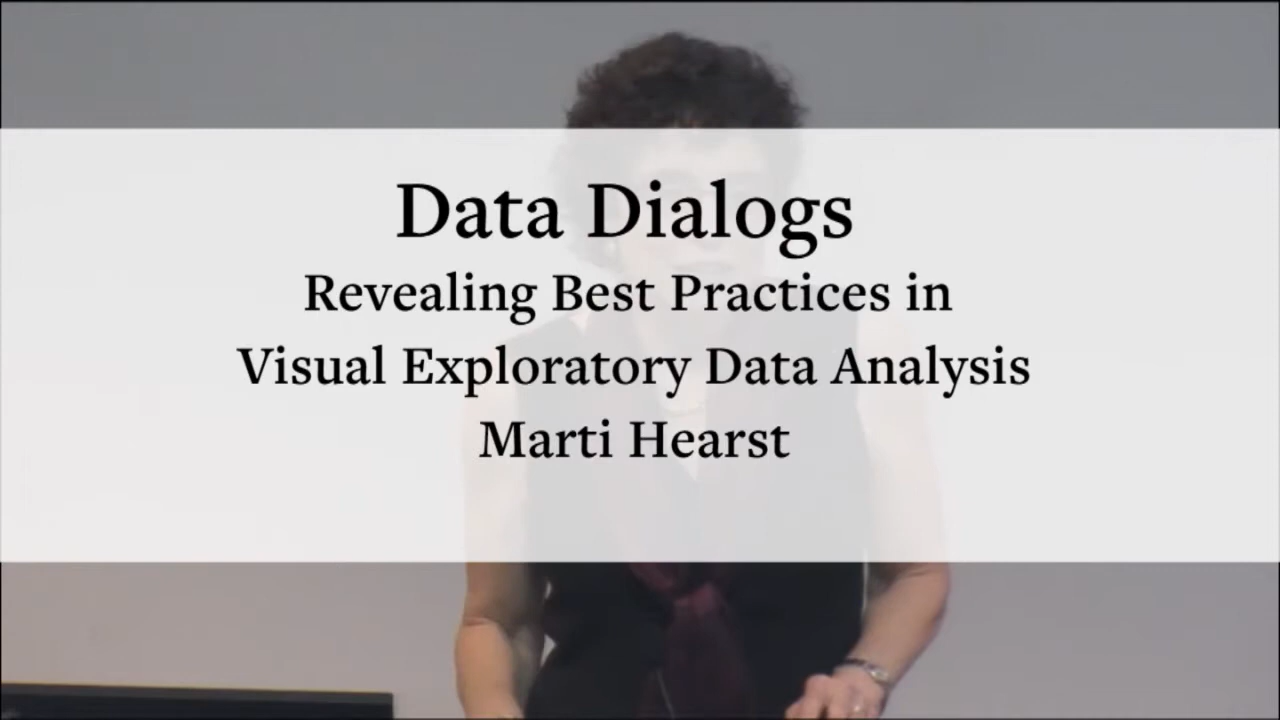 Data Dialogs
Revealing Best Practices in
Visual Exploratory Data Analysis
Marti Hearst